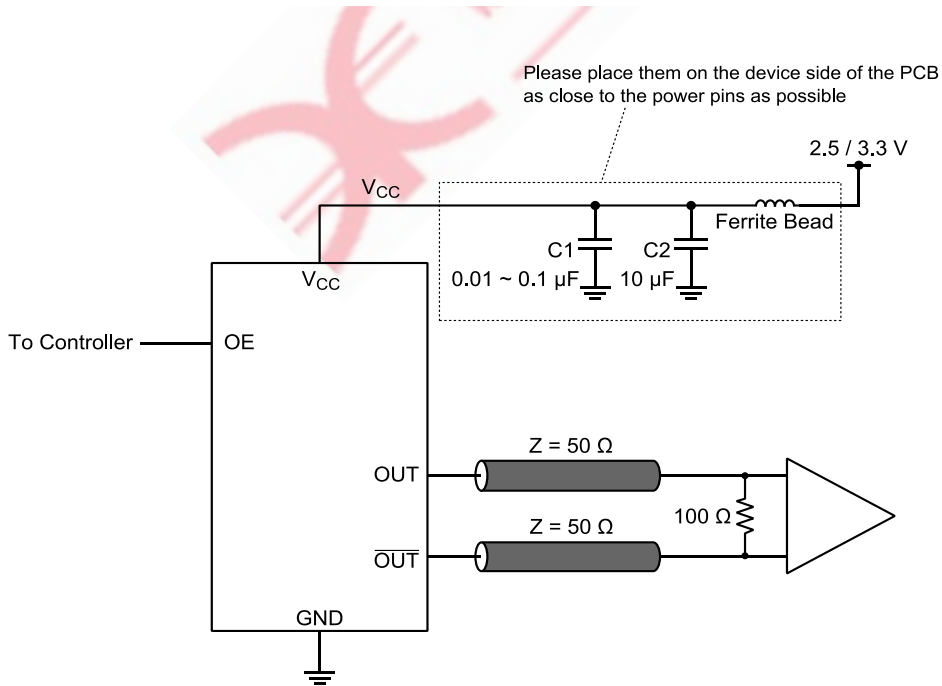 Please place them on the device side of the PCB
as close to the power pins as possible
2.5 / 3.3 V
VCC
Ferrite Bead
C1
C2
0.01 ~ 0.1 µF
10 µF
VCC
To Controller
OE
Z = 50 Ω
OUT
100 Ω
Z = 50 Ω
OUT
GND